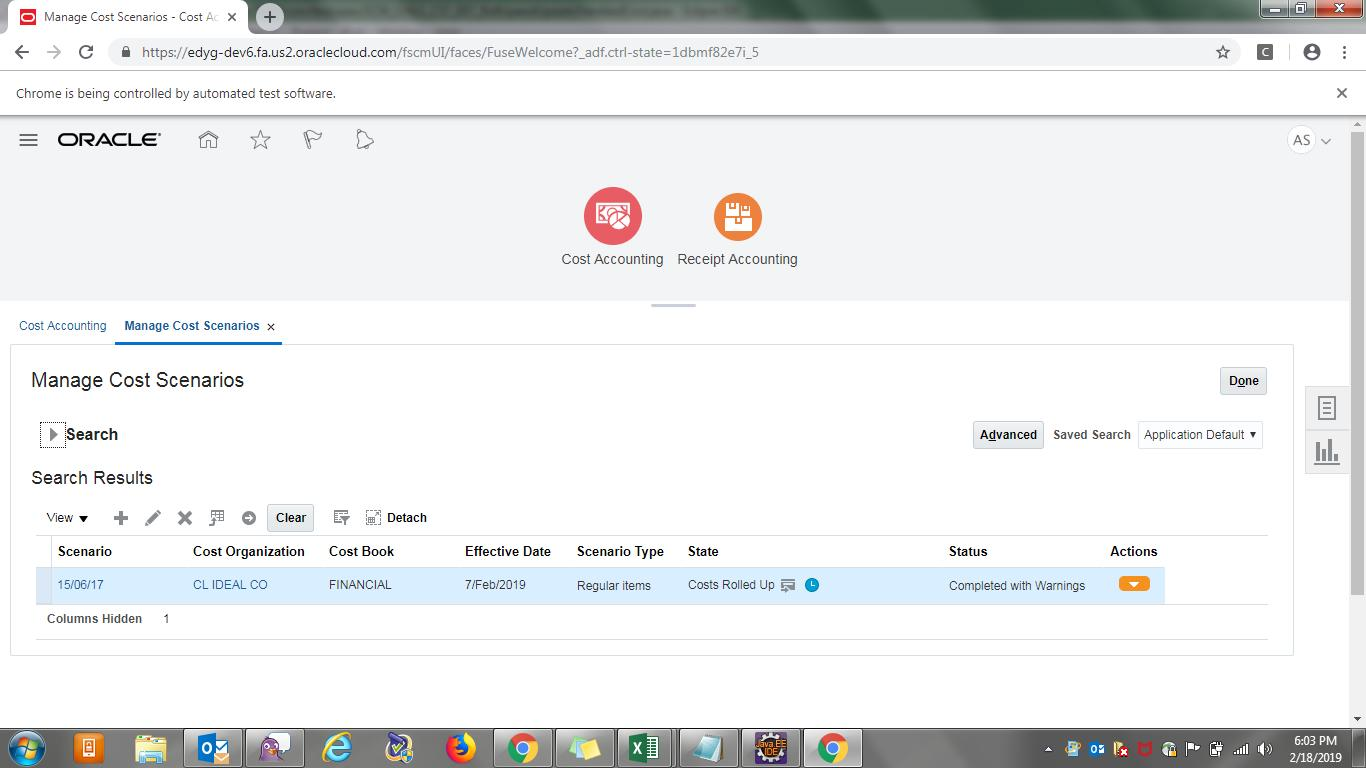 Manage Cost Scenarios - Cost Ac
https://edyg-dev6.fa.us2.oraclecloud.com/fscmUI/faces/FuseWelcome?_adf.ctrl-state=1dbmf82e7i_5
C
Chrome is being controlled by automated test software.
ORACLE
AS
Cost Accounting Receipt Accounting
Cost Accounting Manage Cost Scenarios
Manage Cost Scenarios Done
Search Advanced Saved Search Application Default
Search Results
View Clear Detach
Scenario Cost Organization Cost Book Effective Date Scenario Type State Status Actions
15/06/17 CL IDEAL CO FINANCIAL 7/Feb/2019 Regular items Costs Rolled Up Completed with Warnings
Columns Hidden 1
Java EE
IDE
6:03 PM
2/18/2019